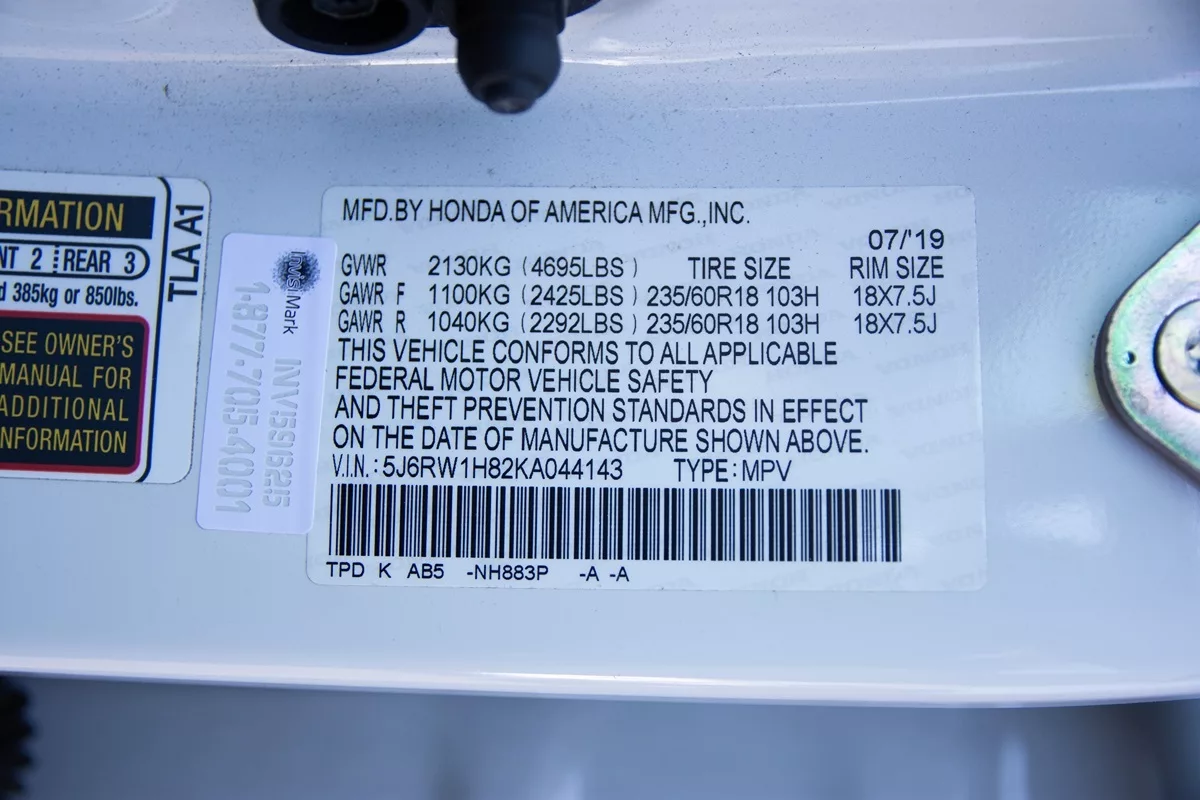 RMATION
NT 2 REAR 3
d 385kg or 850lbs.
SEE OWNER'S
MANUAL FOR
ADDITIONAL
NFORMATION
TLA A1
InvisiMark
1-877-705-4001
INV59B25
MFD.BY HONDA OF AMERICA MFG.,INC.
07/'19
GVWR 2130KG (4695LBS ) TIRE SIZE RIM SIZE
GAWR F 1100KG (2425LBS ) 235/60R18 103H 18X7.5J
GAWR R 1040KG (2292LBS ) 235/60R18 103H 18X7.5J
THIS VEHICLE CONFORMS TO ALL APPLICABLE
FEDERAL MOTOR VEHICLE SAFETY
AND THEFT PREVENTION STANDARDS IN EFFECT
ON THE DATE OF MANUFACTURE SHOWN ABOVE.
V.I.N.: 5J6RW1H82KA044143 TYPE: MPV
TPD K AB5 -NH883P -A -A